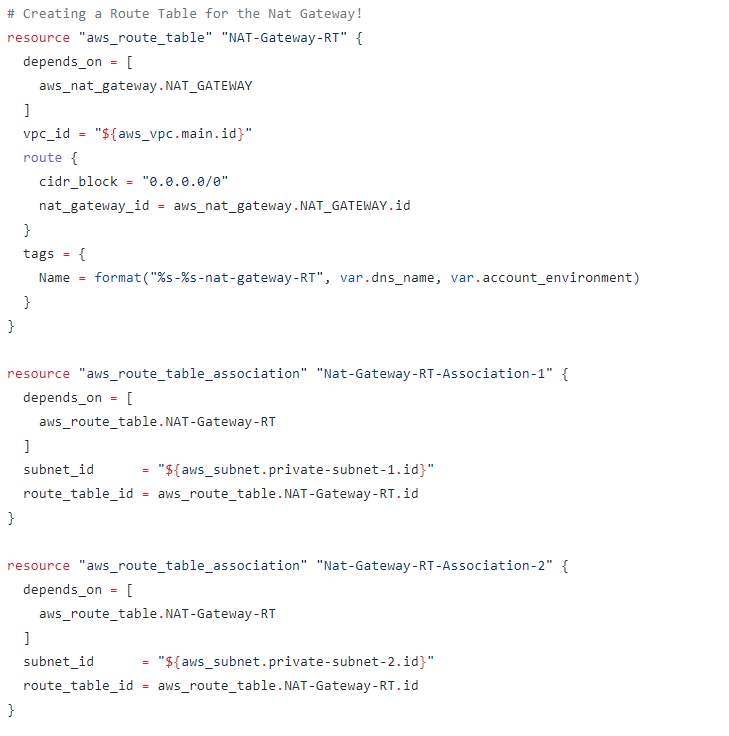 # Creating a Route Table for the Nat Gateway!
resource "aws_route_table" "NAT-Gateway-RT" {
  depends_on = [
    aws_nat_gateway.NAT_GATEWAY
  ]
  vpc_id = "${aws_vpc.main.id}"
  route {
    cidr_block = "0.0.0.0/0"
    nat_gateway_id = aws_nat_gateway.NAT_GATEWAY.id
  }
  tags = {
    Name = format("%s-%s-nat-gateway-RT", var.dns_name, var.account_environment)
  }
}

resource "aws_route_table_association" "Nat-Gateway-RT-Association-1" {
  depends_on = [
    aws_route_table.NAT-Gateway-RT
  ]
  subnet_id      = "${aws_subnet.private-subnet-1.id}"
  route_table_id = aws_route_table.NAT-Gateway-RT.id
}

resource "aws_route_table_association" "Nat-Gateway-RT-Association-2" {
  depends_on = [
    aws_route_table.NAT-Gateway-RT
  ]
  subnet_id      = "${aws_subnet.private-subnet-2.id}"
  route_table_id = aws_route_table.NAT-Gateway-RT.id
}